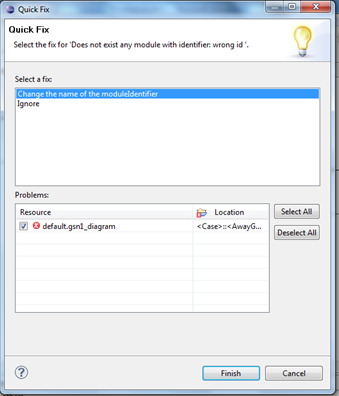 Quick Fix
Quick Fix
Select the fix for 'Does not exist any module with identifier: wrong id '.
Select a fix:
Change the name of the moduleIdentifier
Ignore
Problems:
Resource Location
default.gsn1_diagram <Case>::<AwayG...
Select All
Deselect All
Finish
Cancel